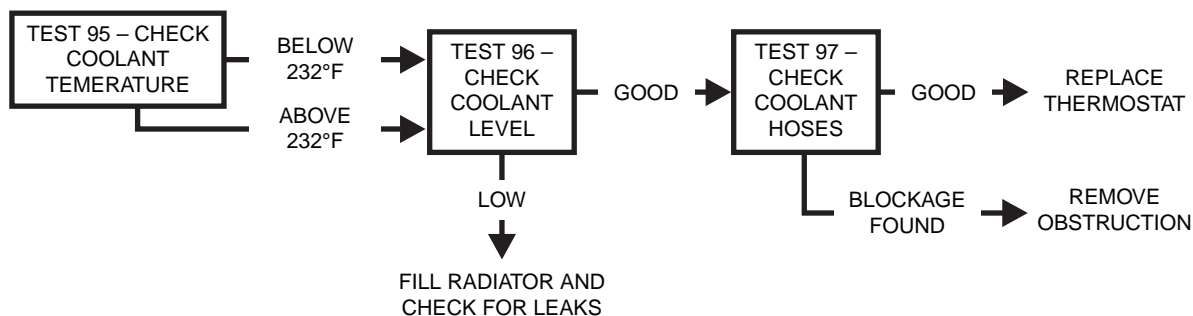 TEST 95 – CHECK
COOLANT
TEMERATURE
BELOW
232°F
ABOVE
232°F
TEST 96 –
CHECK
COOLANT
LEVEL
GOOD
LOW
FILL RADIATOR AND
CHECK FOR LEAKS
TEST 97 –
CHECK
COOLANT
HOSES
GOOD
REPLACE
THERMOSTAT
BLOCKAGE
FOUND
REMOVE
OBSTRUCTION